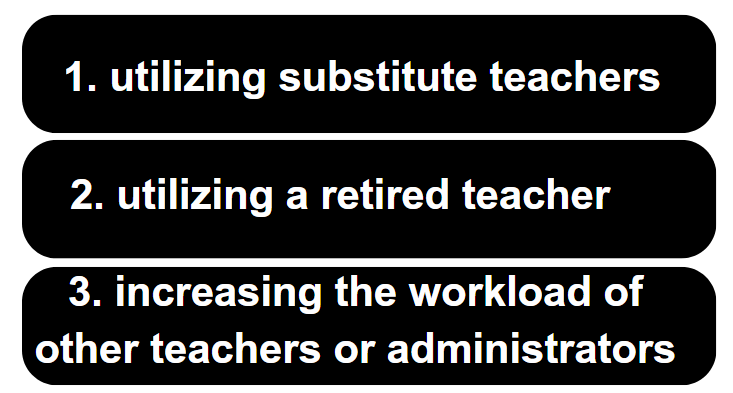 1. utilizing substitute teachers
2. utilizing a retired teacher
3. increasing the workload of
other teachers or administrators